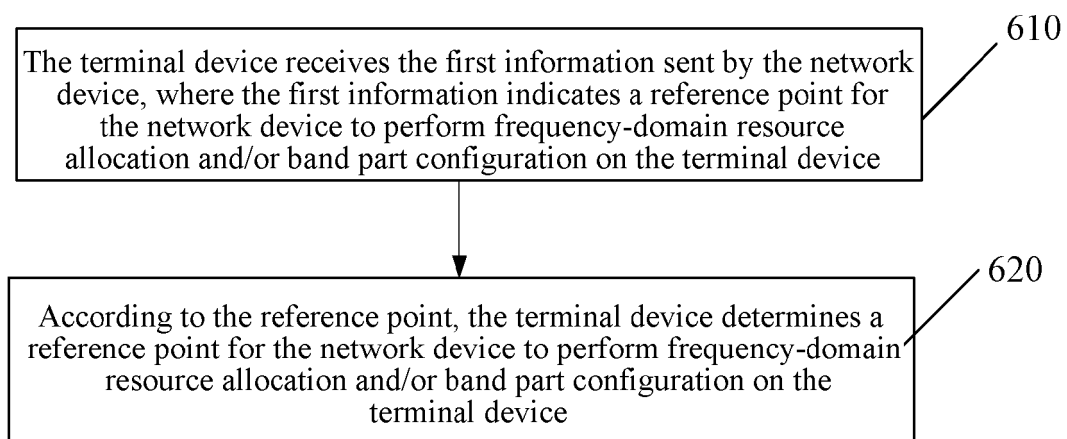 610
The terminal device receives the first information sent by the network
device, where the first information indicates a reference point for
the network device to perform frequency-domain resource
allocation and/or band part configuration on the terminal device
620
According to the reference point, the terminal device determines a
reference point for the network device to perform frequency-domain
resource allocation and/or band part configuration on the
terminal device